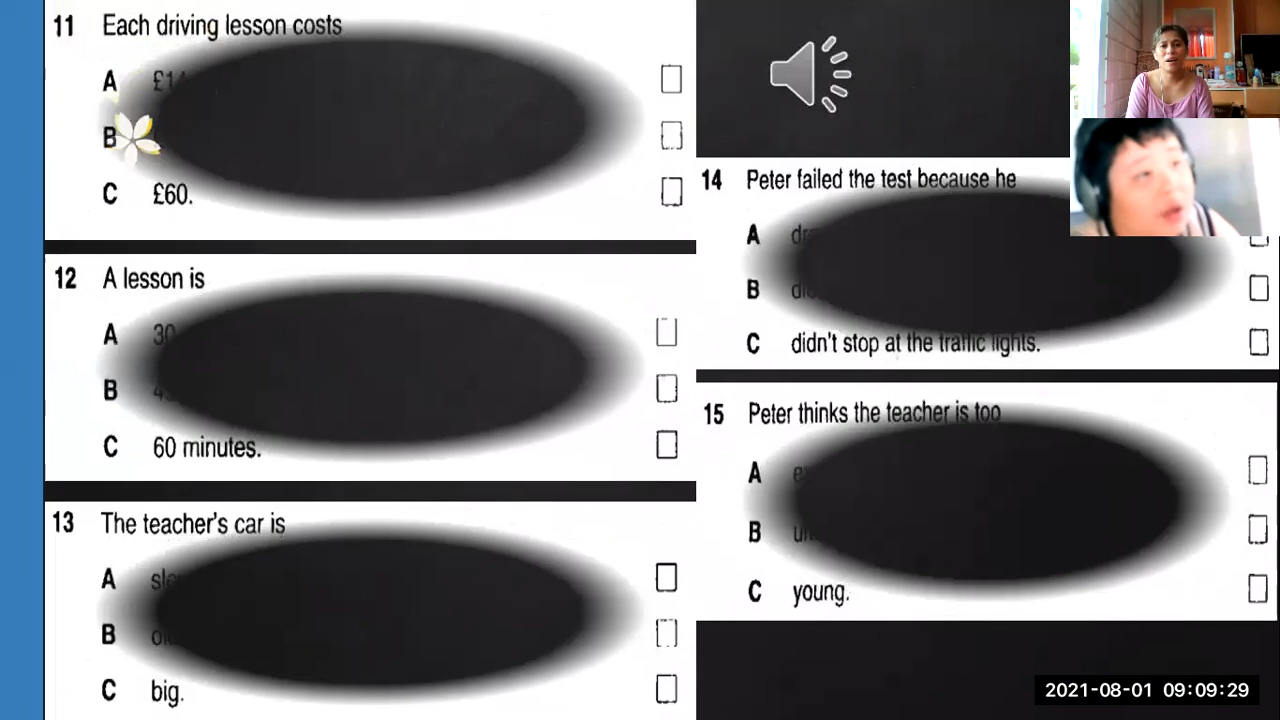 11 Each driving lesson costs
A
B
C £60.
12 A lesson is
A
B
C 60 minutes.
13 The teacher's car is
A
B
C big.
14 Peter failed the test because he
A
B
C didn't stop at the traffic lights.
15 Peter thinks the teacher is too
A
B
C young.
2021-08-01 09:09:29